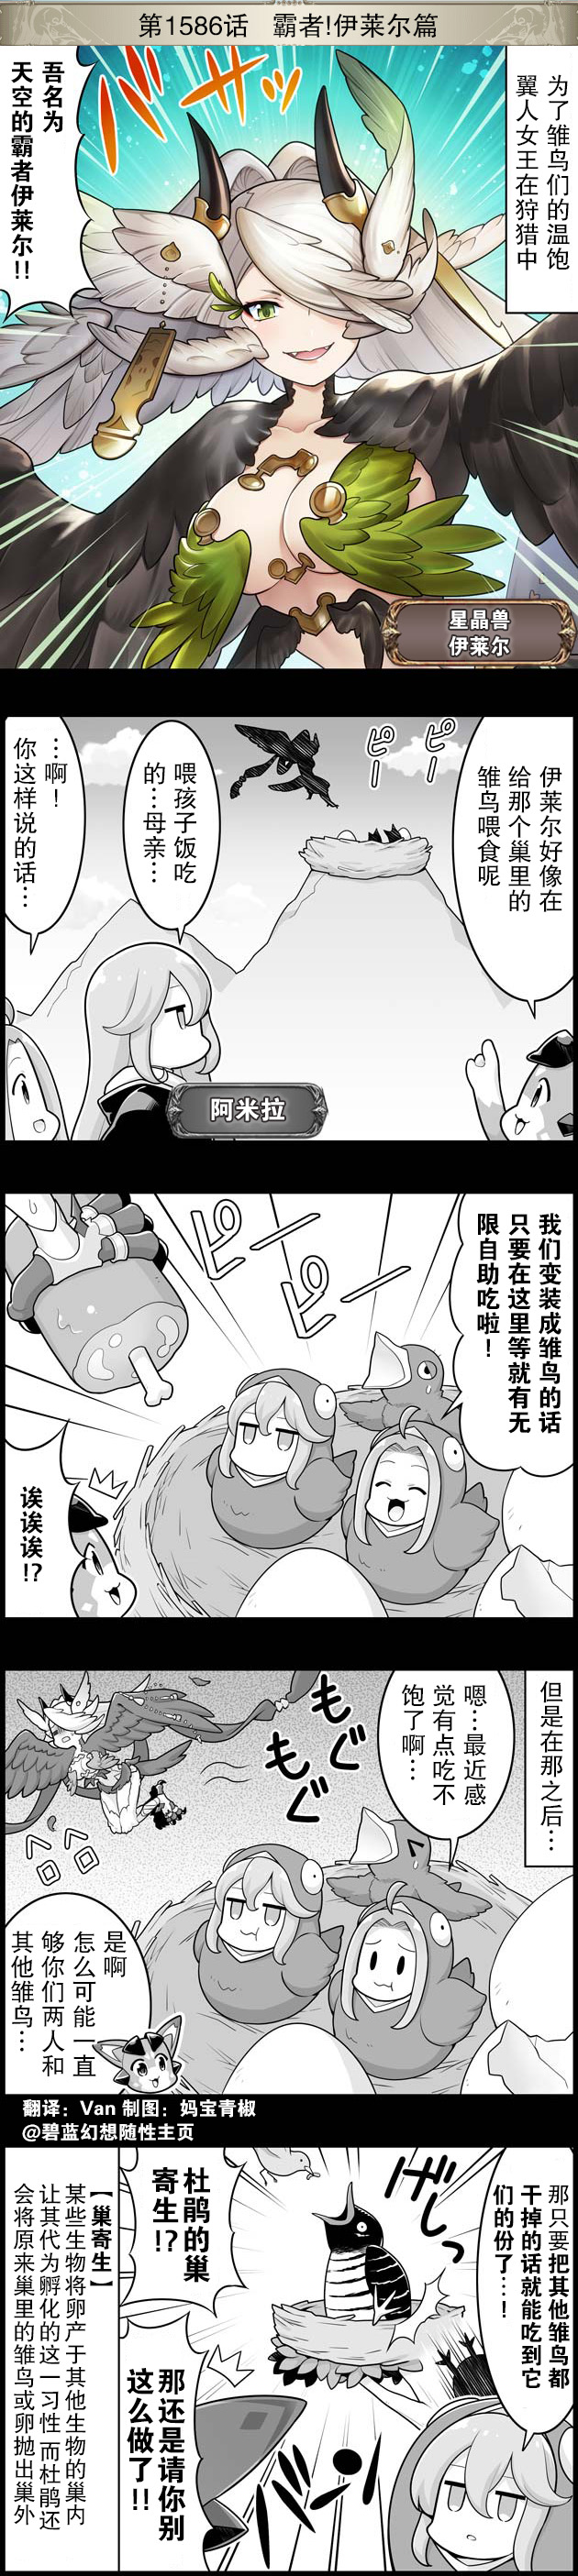 第1586话　霸者!伊莱尔篇
为了雏鸟们的温饱
翼人女王在狩猎中
吾名为
天空的霸者伊莱尔!!
バッ
バッ
星晶兽
伊莱尔
伊莱尔好像在
给那个巢里的
雏鸟喂食呢
ピー
ピー
喂孩子饭吃
的…母亲…
…啊！
你这样说的话…
阿米拉
我们变装成雏鸟的话
只要在这里等就有无
限自助吃啦！
ピー
ピー
诶诶诶!?
但是在那之后…
嗯…最近感
觉有点吃不
饱了啊…
もぐ
もぐ
ヘロ
ヘロ
是啊
怎么可能一直
够你们两人和
其他雏鸟…
翻译：Van 制图：妈宝青椒
@碧蓝幻想随性主页
那只要把其他雏鸟都
干掉的话就能吃到它
们的份了…!
げしっ
杜鹃的巢
寄生!?
那还是请你别
这么做了!!
【巢寄生】
某些生物将卵产于其他生物的巢内
让其代为孵化的这一习性 而杜鹃还
会将原来巢里的雏鸟或卵抛出巢外